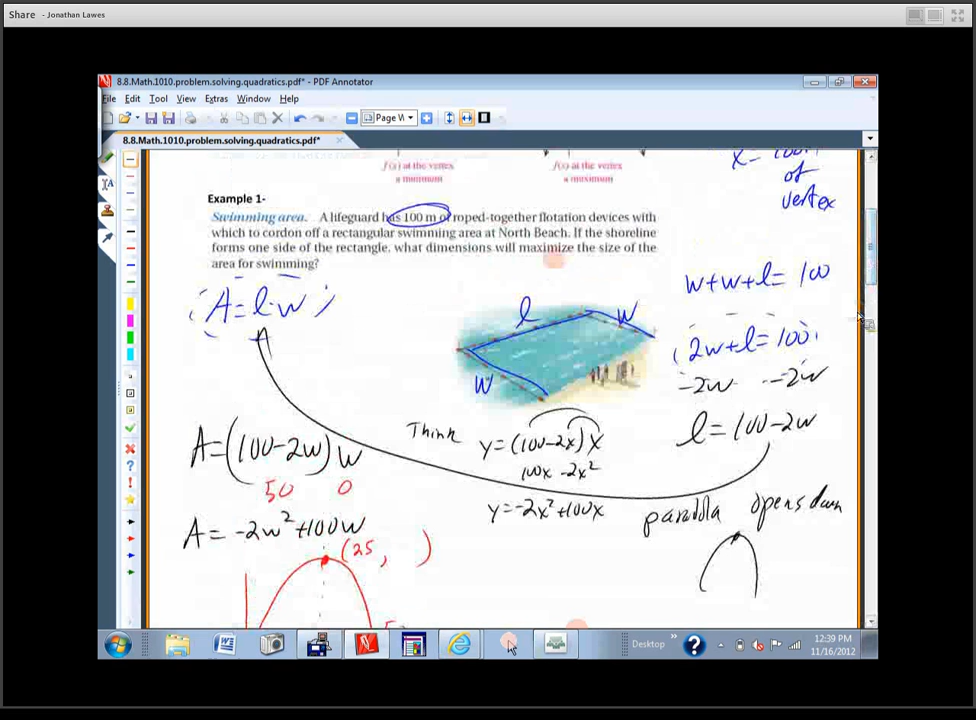 Share - Jonathan Lawes
8.8.Math.1010.problem.solving.quadratics.pdf* - PDF Annotator
File Edit Tool View Extras Window Help
Page W
8.8.Math.1010.problem.solving.quadratics.pdf*
f(x) at the vertex
a minimum
f(x) at the vertex
a maximum
of
vertex
Example 1-
Swimming area. A lifeguard has 100 m of roped-together flotation devices with
which to cordon off a rectangular swimming area at North Beach. If the shoreline
forms one side of the rectangle, what dimensions will maximize the size of the
area for swimming?
(A = l·w)
l
w
w
w+w+l = 100
(2w+l = 100)
-2w -2w
l = 100-2w
A = (100-2w) w
50 0
A = -2w²+100w
(25, )
Think
y = (100-2x) x
100x -2x²
y = -2x²+100x
parabola opens down
Desktop
12:39 PM
11/16/2012